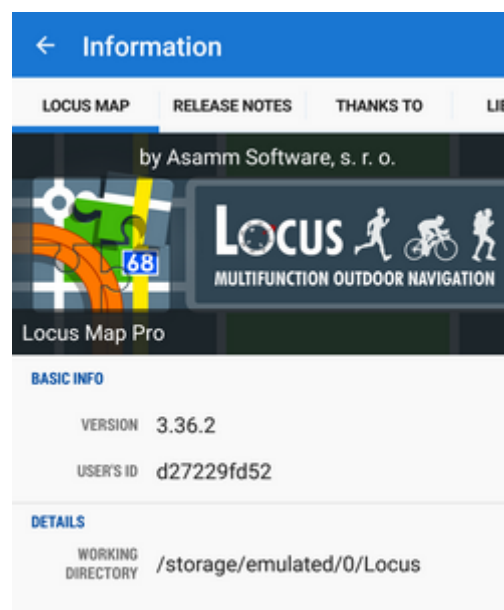 Information
LOCUS MAP RELEASE NOTES THANKS TO
by Asamm Software, s. r. o.
68
LOCUS
MULTIFUNCTION OUTDOOR NAVIGATION
Locus Map Pro
BASIC INFO
VERSION 3.36.2
USER'S ID d27229fd52
DETAILS
WORKING
DIRECTORY /storage/emulated/0/Locus